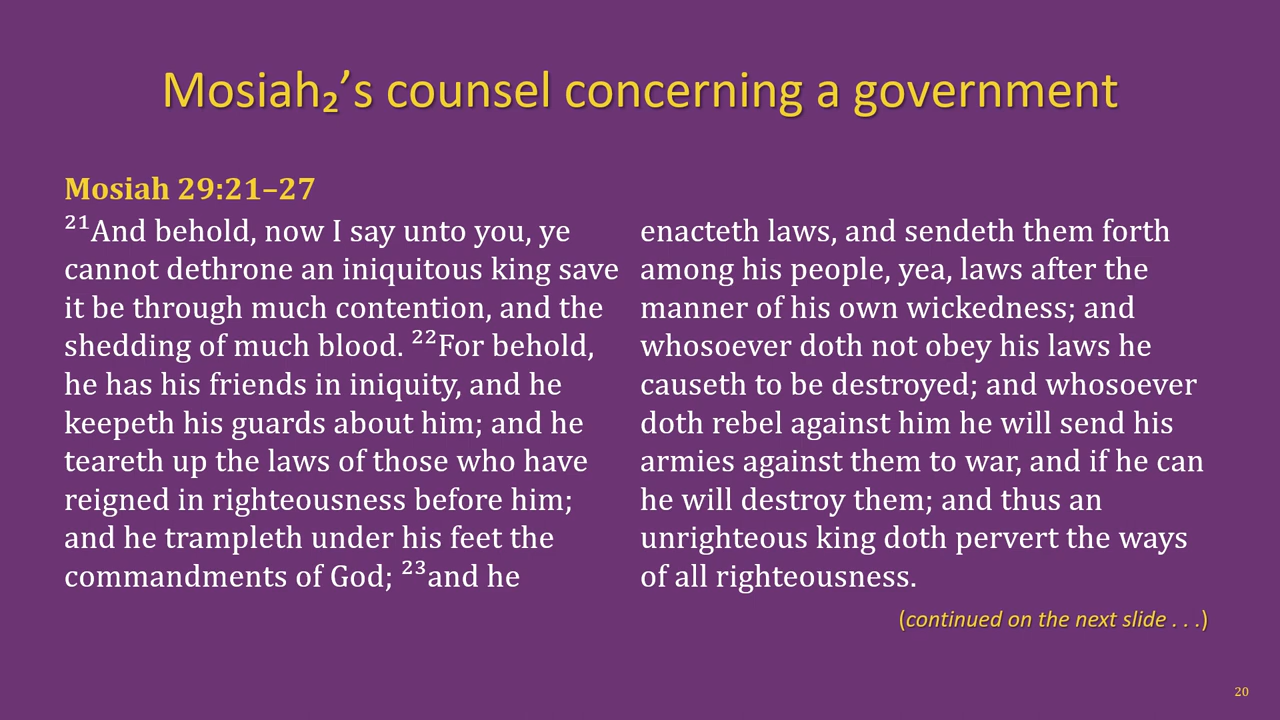 Mosiah₂’s counsel concerning a government
Mosiah 29:21–27
²¹And behold, now I say unto you, ye
cannot dethrone an iniquitous king save
it be through much contention, and the
shedding of much blood. ²²For behold,
he has his friends in iniquity, and he
keepeth his guards about him; and he
teareth up the laws of those who have
reigned in righteousness before him;
and he trampleth under his feet the
commandments of God; ²³and he
enacteth laws, and sendeth them forth
among his people, yea, laws after the
manner of his own wickedness; and
whosoever doth not obey his laws he
causeth to be destroyed; and whosoever
doth rebel against him he will send his
armies against them to war, and if he can
he will destroy them; and thus an
unrighteous king doth pervert the ways
of all righteousness.
(continued on the next slide . . .)
20